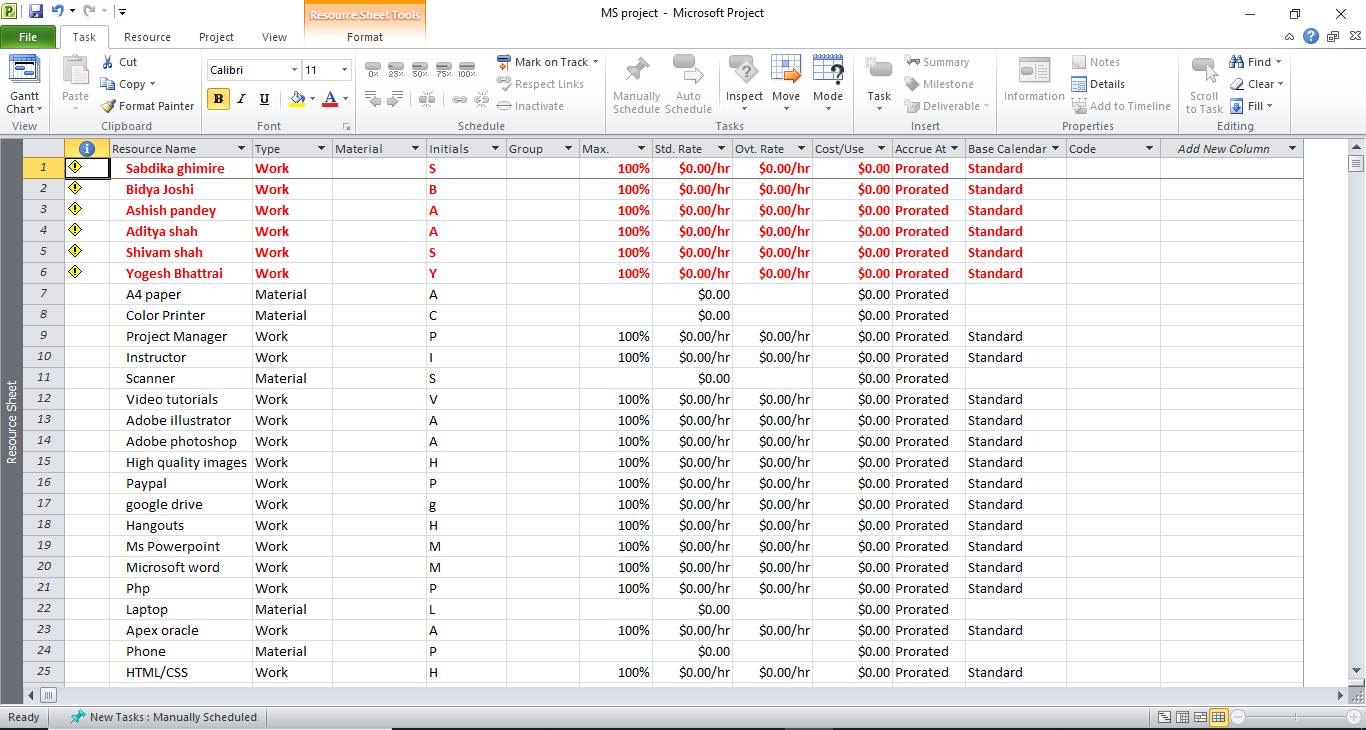 Resource Sheet Tools
MS project - Microsoft Project
File Task Resource Project View Format
Gantt Chart
View
Paste
Cut
Copy
Format Painter
Clipboard
Calibri 11
B I U A
Font
0% 25% 50% 75% 100%
Mark on Track
Respect Links
Inactivate
Schedule
Manually Schedule
Auto Schedule
Inspect
Move
Mode
Tasks
Task
Summary
Milestone
Deliverable
Insert
Information
Notes
Details
Add to Timeline
Properties
Scroll to Task
Find
Clear
Fill
Editing
Resource Name Type Material Initials Group Max. Std. Rate Ovt. Rate Cost/Use Accrue At Base Calendar Code Add New Column
1 Sabdika ghimire Work S 100% $0.00/hr $0.00/hr $0.00 Prorated Standard
2 Bidya Joshi Work B 100% $0.00/hr $0.00/hr $0.00 Prorated Standard
3 Ashish pandey Work A 100% $0.00/hr $0.00/hr $0.00 Prorated Standard
4 Aditya shah Work A 100% $0.00/hr $0.00/hr $0.00 Prorated Standard
5 Shivam shah Work S 100% $0.00/hr $0.00/hr $0.00 Prorated Standard
6 Yogesh Bhattrai Work Y 100% $0.00/hr $0.00/hr $0.00 Prorated Standard
7 A4 paper Material A $0.00 $0.00 Prorated
8 Color Printer Material C $0.00 $0.00 Prorated
9 Project Manager Work P 100% $0.00/hr $0.00/hr $0.00 Prorated Standard
10 Instructor Work I 100% $0.00/hr $0.00/hr $0.00 Prorated Standard
11 Scanner Material S $0.00 $0.00 Prorated
12 Video tutorials Work V 100% $0.00/hr $0.00/hr $0.00 Prorated Standard
13 Adobe illustrator Work A 100% $0.00/hr $0.00/hr $0.00 Prorated Standard
14 Adobe photoshop Work A 100% $0.00/hr $0.00/hr $0.00 Prorated Standard
15 High quality images Work H 100% $0.00/hr $0.00/hr $0.00 Prorated Standard
16 Paypal Work P 100% $0.00/hr $0.00/hr $0.00 Prorated Standard
17 google drive Work g 100% $0.00/hr $0.00/hr $0.00 Prorated Standard
18 Hangouts Work H 100% $0.00/hr $0.00/hr $0.00 Prorated Standard
19 Ms Powerpoint Work M 100% $0.00/hr $0.00/hr $0.00 Prorated Standard
20 Microsoft word Work M 100% $0.00/hr $0.00/hr $0.00 Prorated Standard
21 Php Work P 100% $0.00/hr $0.00/hr $0.00 Prorated Standard
22 Laptop Material L $0.00 $0.00 Prorated
23 Apex oracle Work A 100% $0.00/hr $0.00/hr $0.00 Prorated Standard
24 Phone Material P $0.00 $0.00 Prorated
25 HTML/CSS Work H 100% $0.00/hr $0.00/hr $0.00 Prorated Standard
Resource Sheet
Ready New Tasks : Manually Scheduled